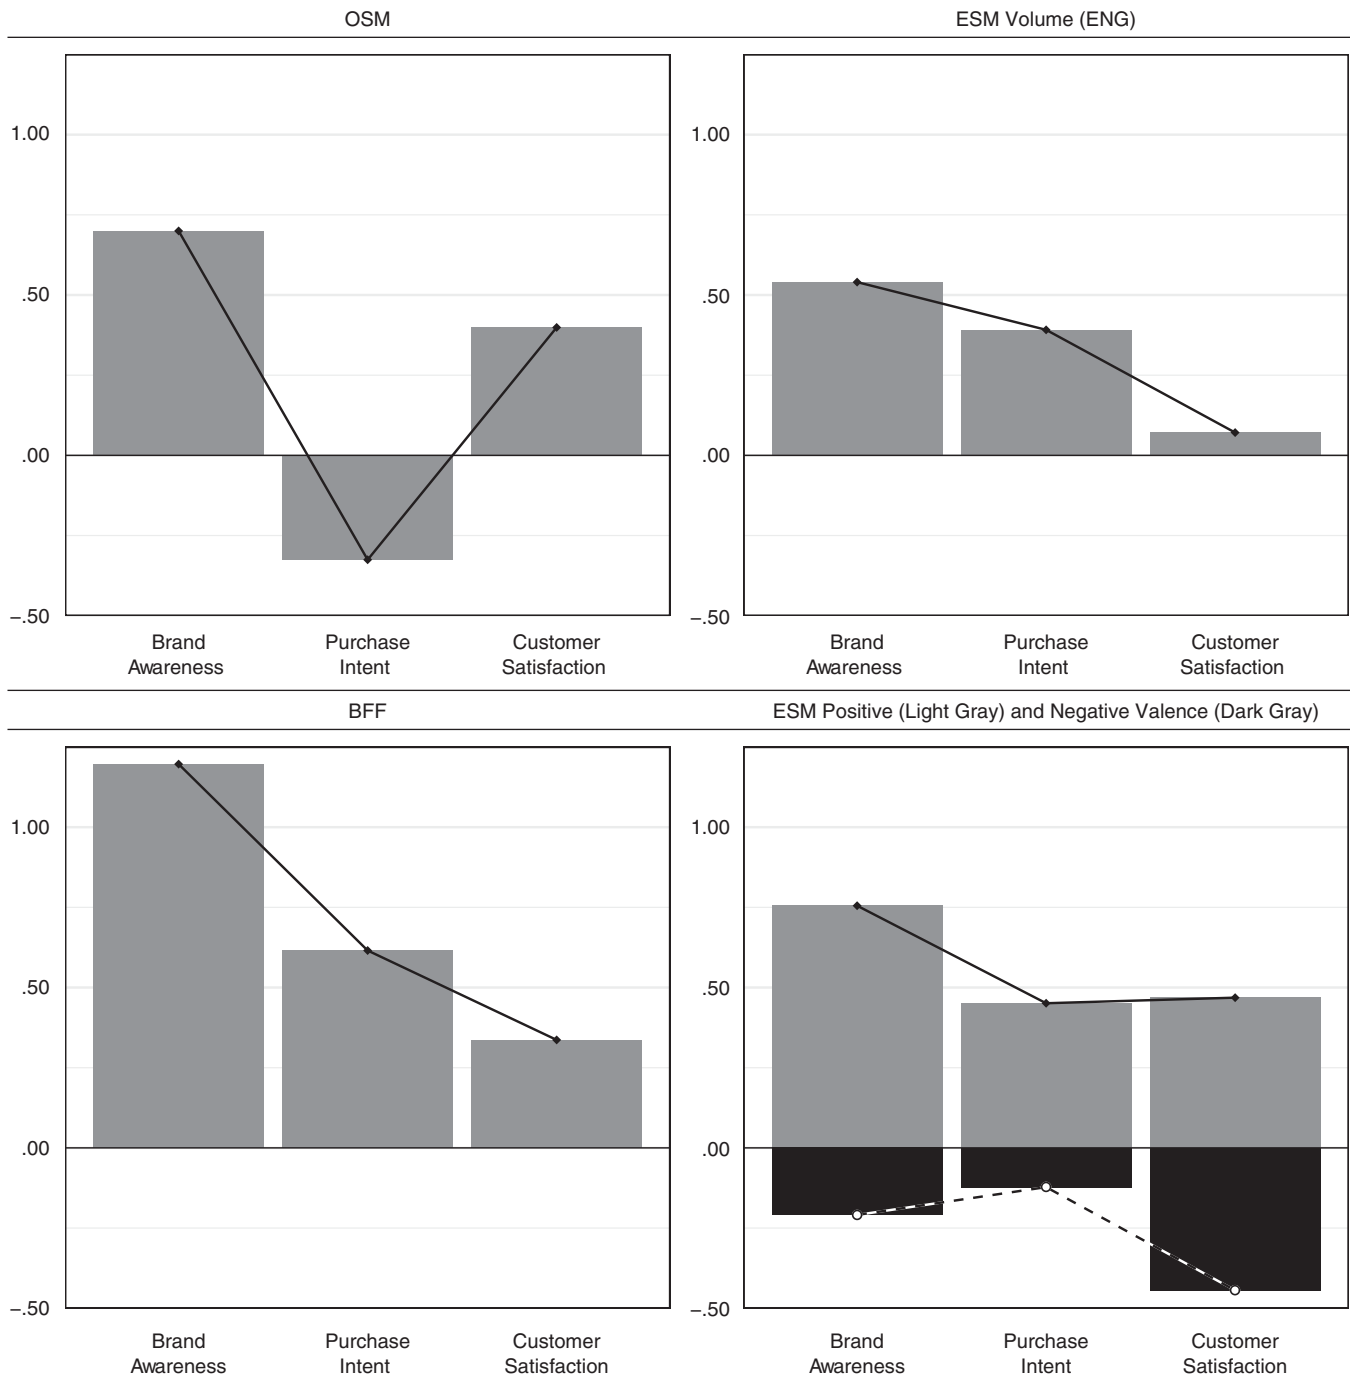 OSM
ESM Volume (ENG)
1.00
.50
.00
–.50
Brand
Awareness
Purchase
Intent
Customer
Satisfaction
1.00
.50
.00
–.50
Brand
Awareness
Purchase
Intent
Customer
Satisfaction
BFF
ESM Positive (Light Gray) and Negative Valence (Dark Gray)
1.00
.50
.00
–.50
Brand
Awareness
Purchase
Intent
Customer
Satisfaction
1.00
.50
.00
–.50
Brand
Awareness
Purchase
Intent
Customer
Satisfaction